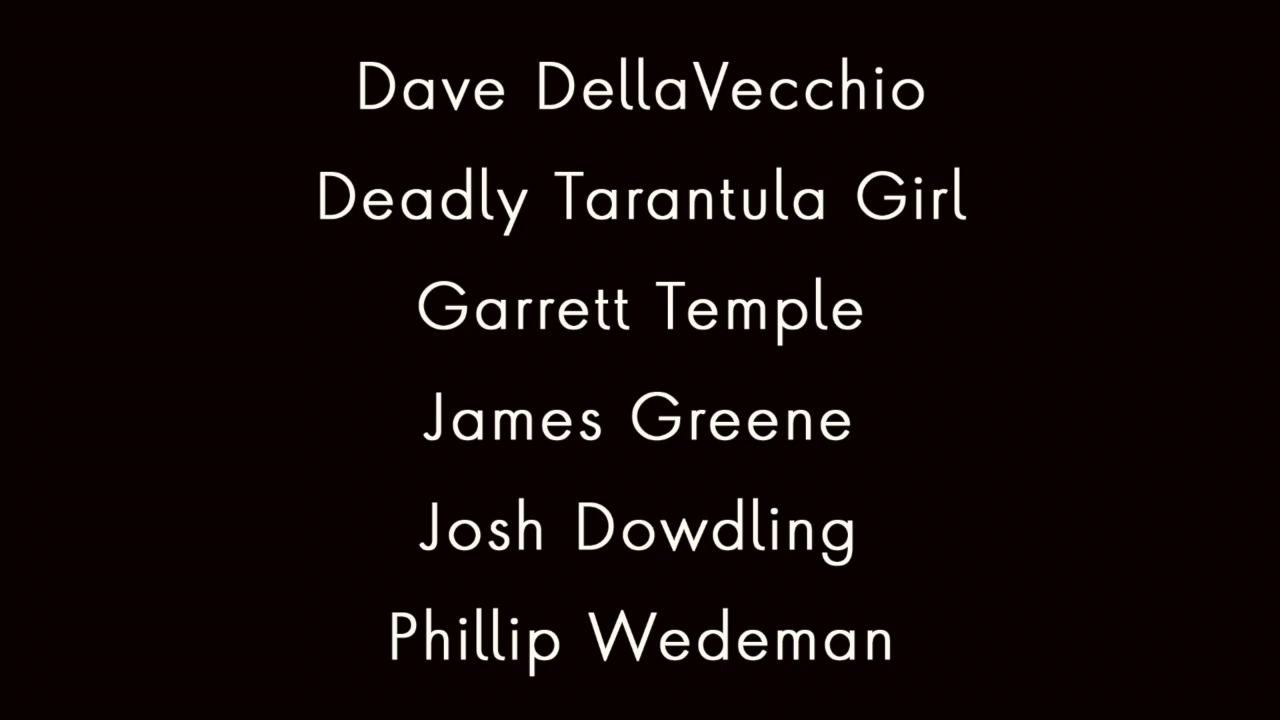 Dave DellaVecchio
Deadly Tarantula Girl
Garrett Temple
James Greene
Josh Dowdling
Phillip Wedeman